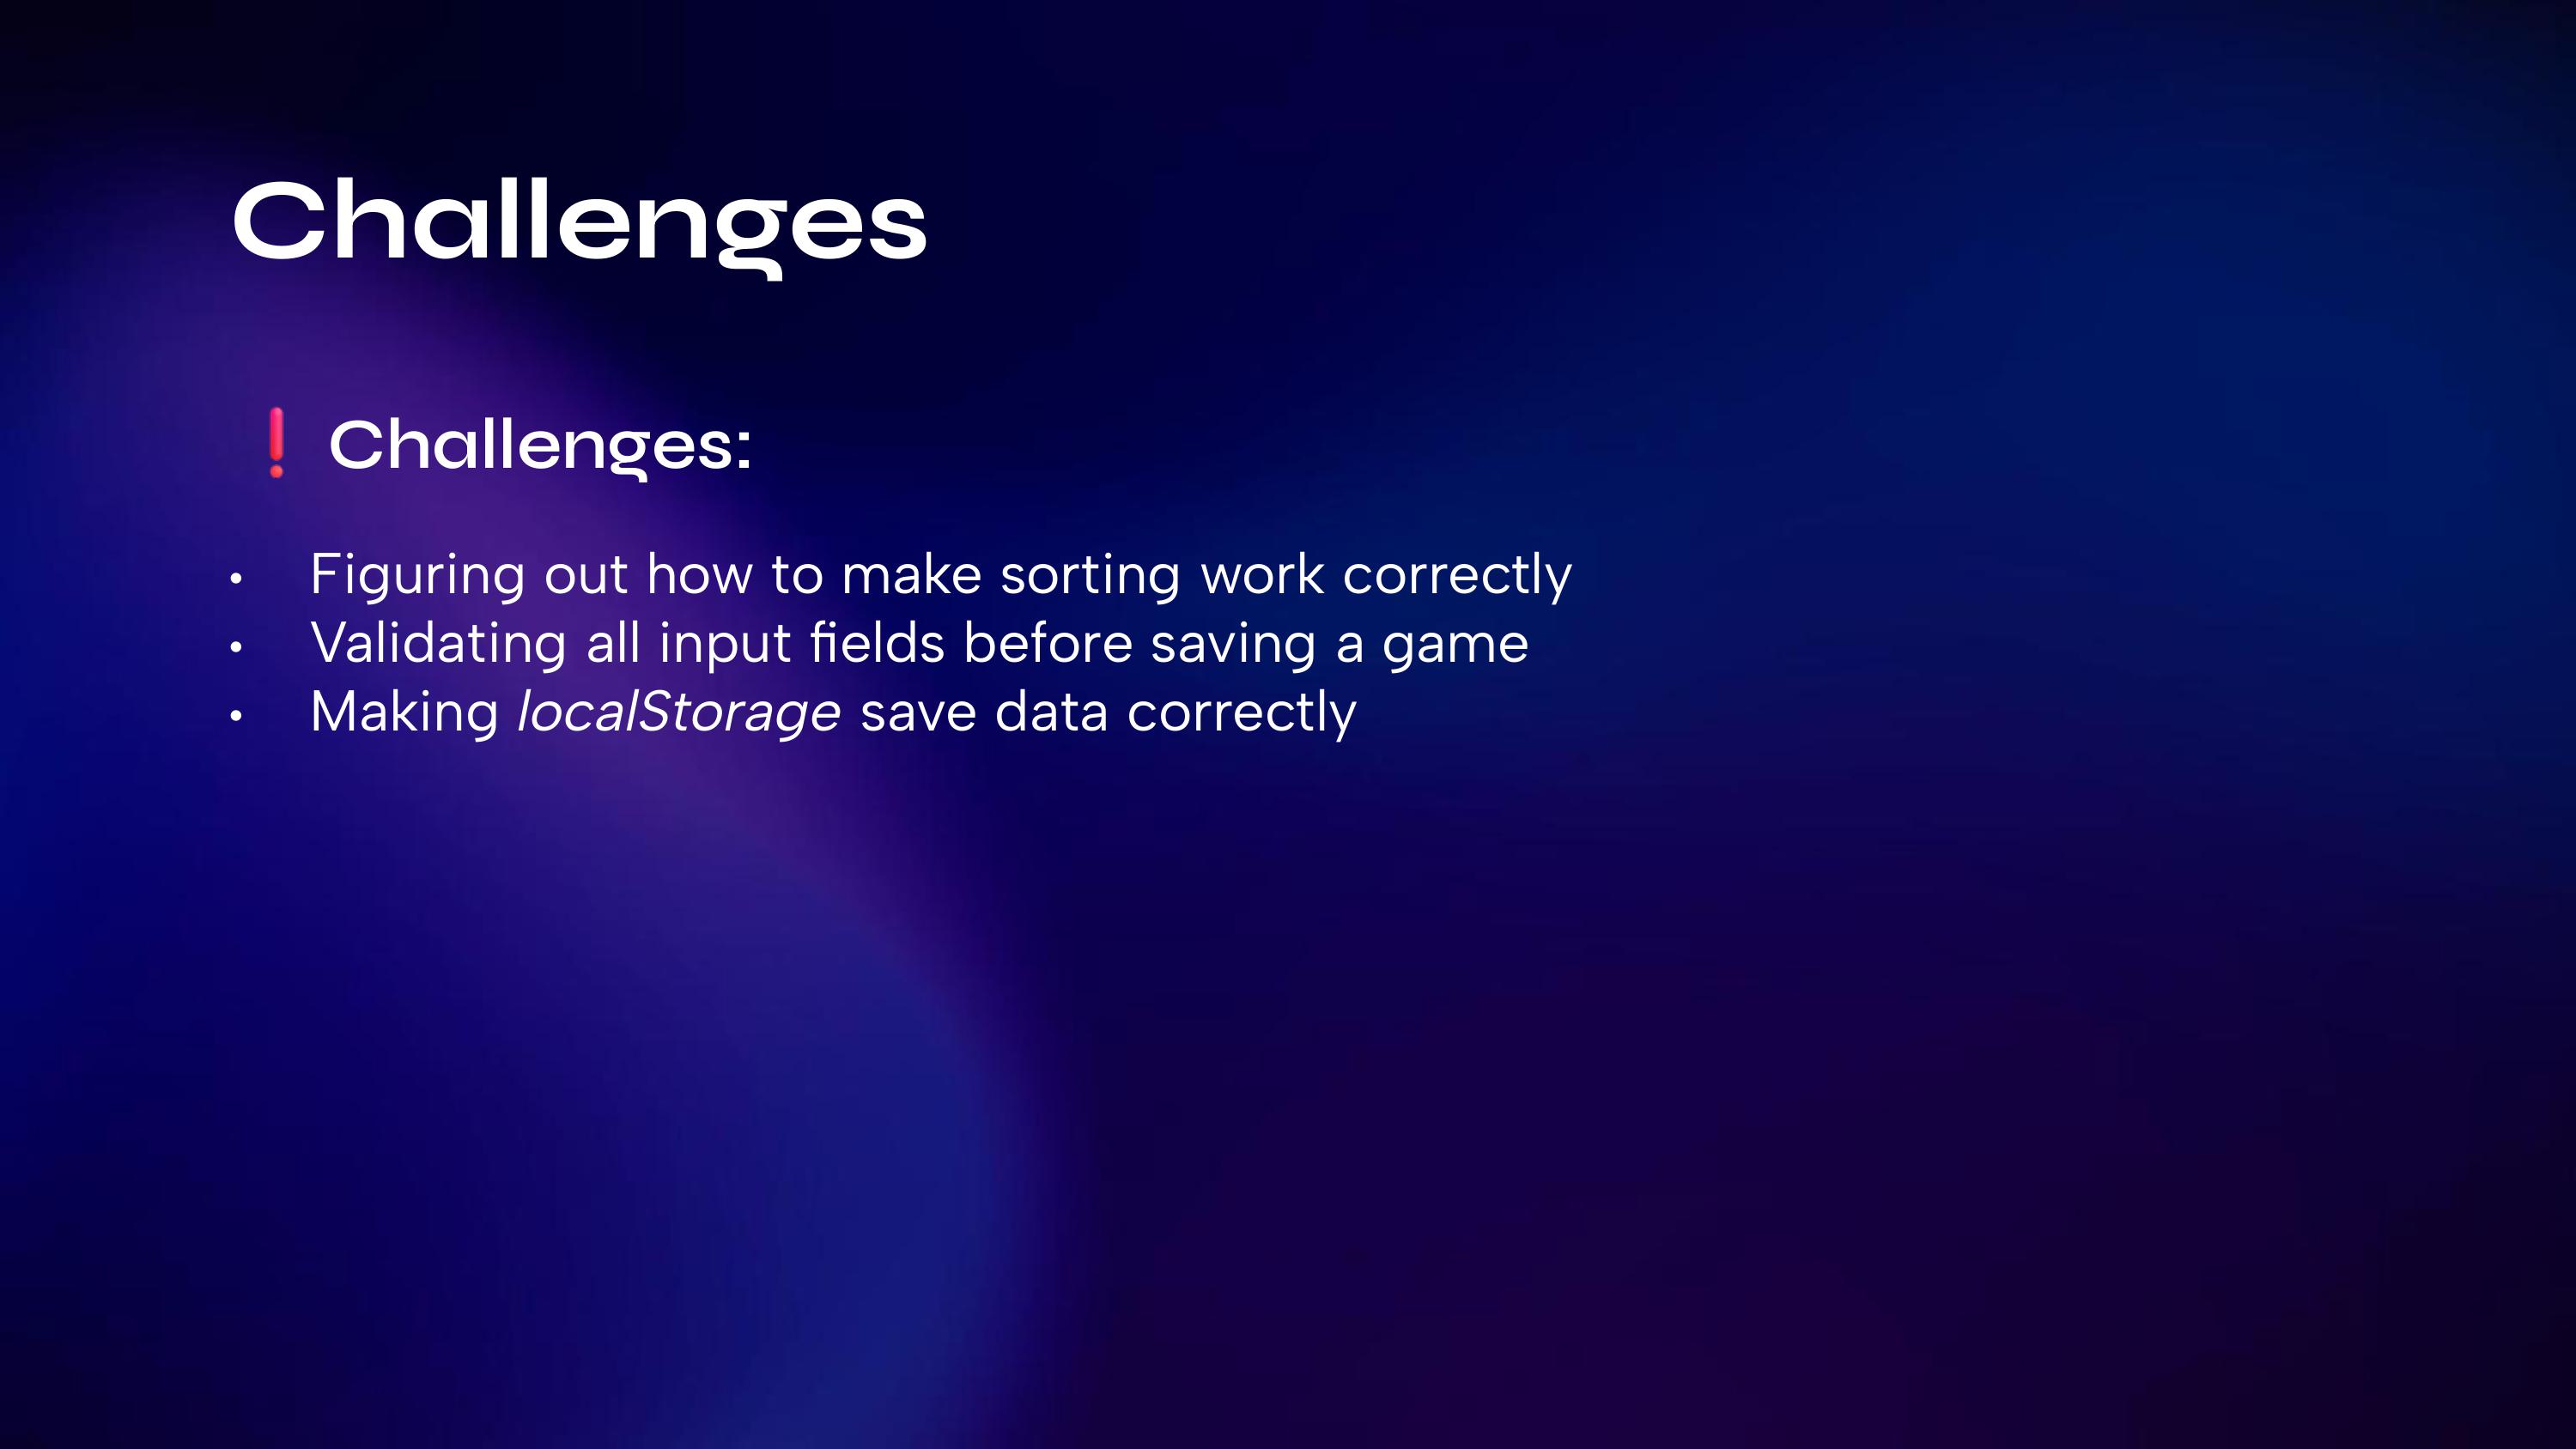 Challenges
❗ Challenges:
• Figuring out how to make sorting work correctly
• Validating all input fields before saving a game
• Making localStorage save data correctly